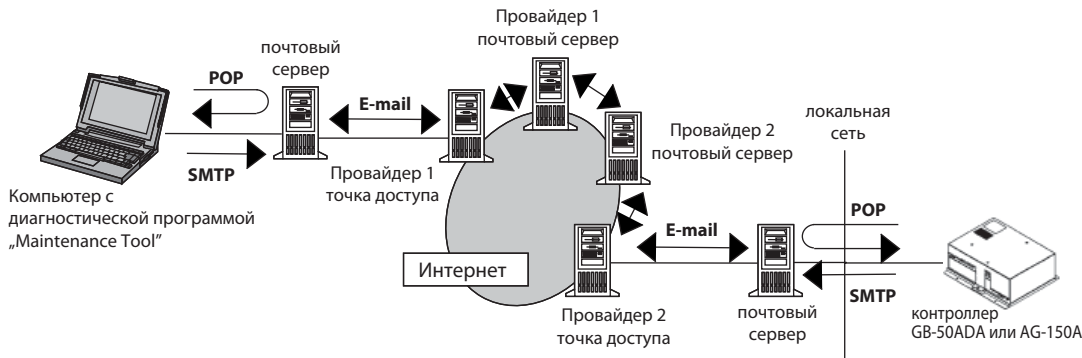 Провайдер 1
почтовый сервер
почтовый
сервер
POP
E-mail
SMTP
Провайдер 1
точка доступа
Компьютер с
диагностической программой
„Maintenance Tool”
Провайдер 2
почтовый сервер
локальная
сеть
Интернет
E-mail
POP
SMTP
Провайдер 2
точка доступа
почтовый
сервер
контроллер
GB-50ADA или AG-150A